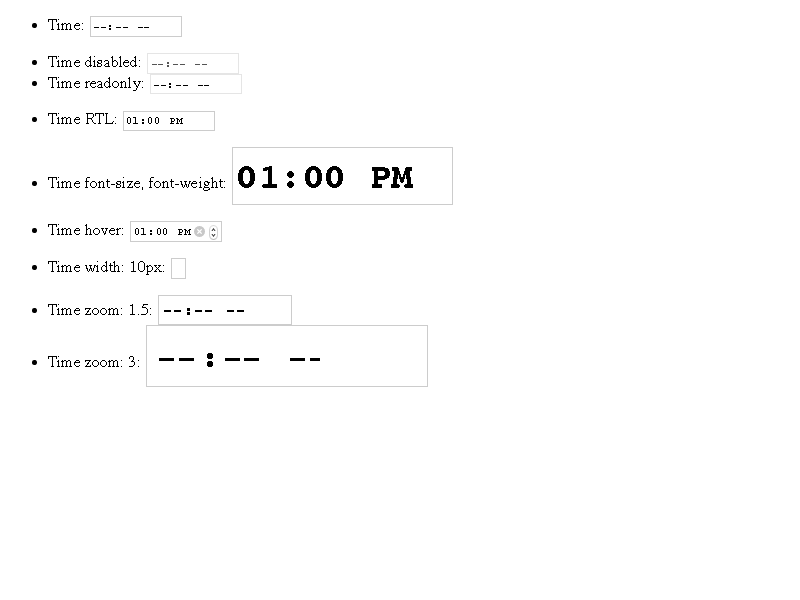 Time: --:-- --
Time disabled: --:-- --
Time readonly: --:-- --
Time RTL: 01:00 PM
Time font-size, font-weight: 01:00 PM
Time hover: 01:00 PM
Time width: 10px:
Time zoom: 1.5: --:-- --
Time zoom: 3: --:-- --